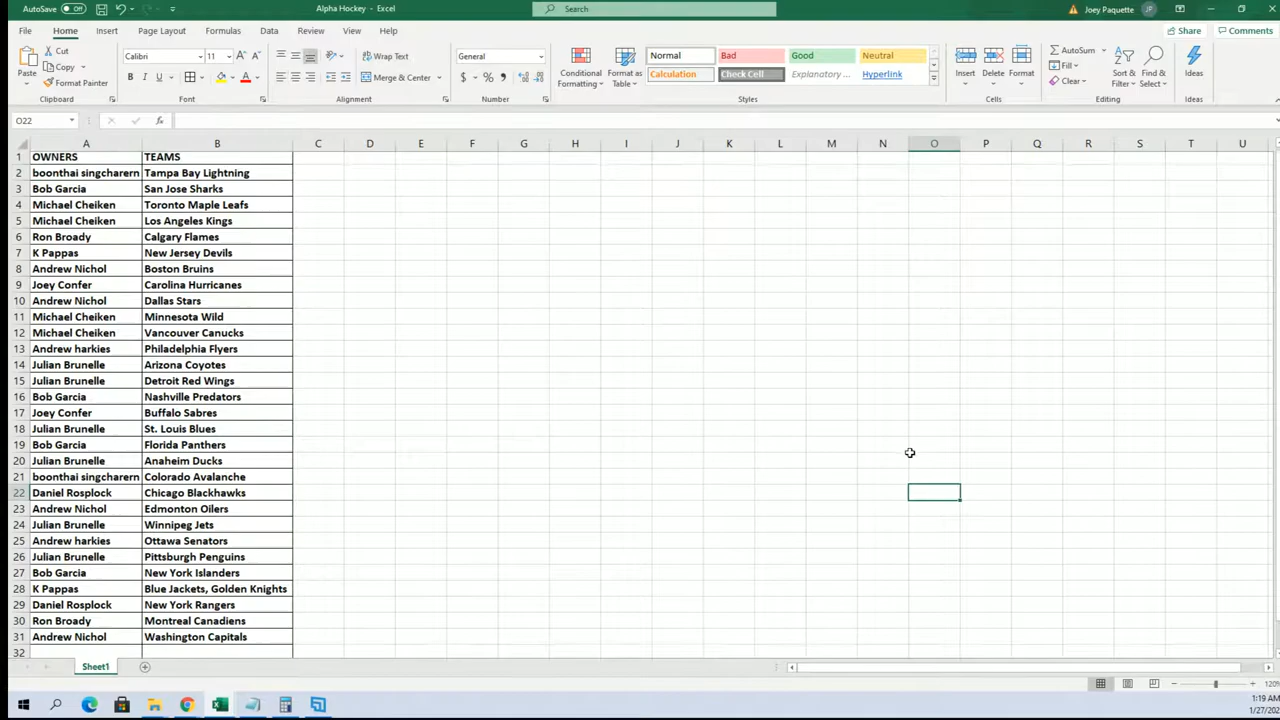 AutoSave Off
Alpha Hockey - Excel
Search
Joey Paquette JP
File Home Insert Page Layout Formulas Data Review View Help
Share Comments
Paste
Cut
Copy
Format Painter
Clipboard
Calibri 11
B I U
Font
Wrap Text
Merge & Center
Alignment
General
$ % 9
Number
Conditional Formatting
Format as Table
Normal Bad Good Neutral
Calculation Check Cell Explanatory ... Hyperlink
Styles
Insert Delete Format
Cells
AutoSum
Fill
Clear
Sort & Filter
Find & Select
Editing
Ideas
Ideas
O22 fx
A B C D E F G H I J K L M N O P Q R S T U
1 OWNERS TEAMS
2 boonthai singcharern Tampa Bay Lightning
3 Bob Garcia San Jose Sharks
4 Michael Cheiken Toronto Maple Leafs
5 Michael Cheiken Los Angeles Kings
6 Ron Broady Calgary Flames
7 K Pappas New Jersey Devils
8 Andrew Nichol Boston Bruins
9 Joey Confer Carolina Hurricanes
10 Andrew Nichol Dallas Stars
11 Michael Cheiken Minnesota Wild
12 Michael Cheiken Vancouver Canucks
13 Andrew harkies Philadelphia Flyers
14 Julian Brunelle Arizona Coyotes
15 Julian Brunelle Detroit Red Wings
16 Bob Garcia Nashville Predators
17 Joey Confer Buffalo Sabres
18 Julian Brunelle St. Louis Blues
19 Bob Garcia Florida Panthers
20 Julian Brunelle Anaheim Ducks
21 boonthai singcharern Colorado Avalanche
22 Daniel Rosplock Chicago Blackhawks
23 Andrew Nichol Edmonton Oilers
24 Julian Brunelle Winnipeg Jets
25 Andrew harkies Ottawa Senators
26 Julian Brunelle Pittsburgh Penguins
27 Bob Garcia New York Islanders
28 K Pappas Blue Jackets, Golden Knights
29 Daniel Rosplock New York Rangers
30 Ron Broady Montreal Canadiens
31 Andrew Nichol Washington Capitals
32
Sheet1
120%
1:19 AM
1/27/202